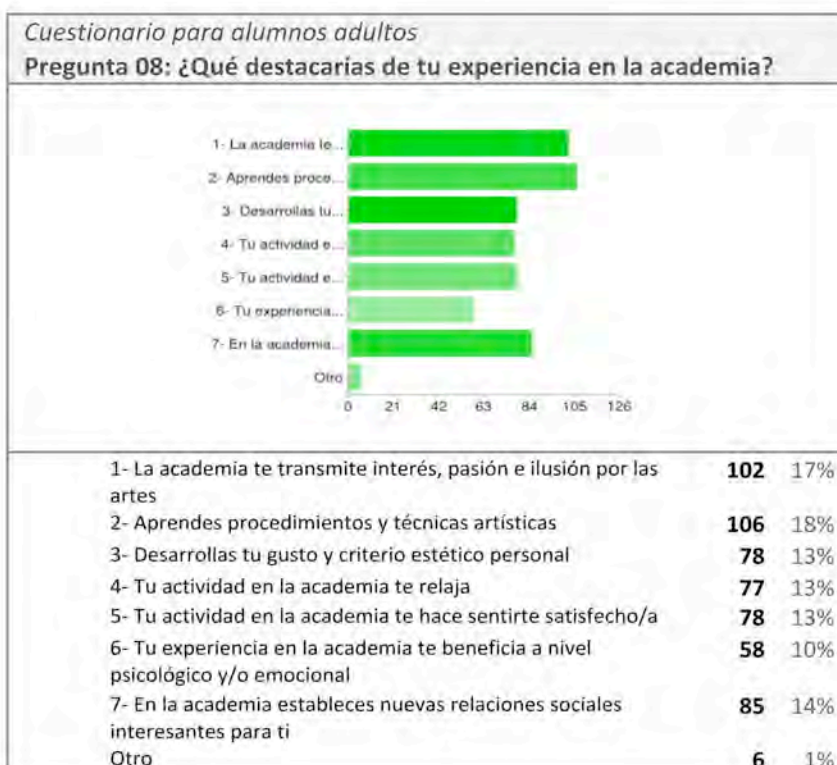 Cuestionario para alumnos adultos
Pregunta 08: ¿Qué destacarías de tu experiencia en la academia?
1- La academia te...
2- Aprendes proce...
3- Desarrollas tu...
4- Tu actividad e...
5- Tu actividad e...
6- Tu experiencia...
7- En la academia...
Otro
0 21 42 63 84 105 126
1- La academia te transmite interés, pasión e ilusión por las 102 17%
artes
2- Aprendes procedimientos y técnicas artísticas 106 18%
3- Desarrollas tu gusto y criterio estético personal 78 13%
4- Tu actividad en la academia te relaja 77 13%
5- Tu actividad en la academia te hace sentirte satisfecho/a 78 13%
6- Tu experiencia en la academia te beneficia a nivel 58 10%
psicológico y/o emocional
7- En la academia estableces nuevas relaciones sociales 85 14%
interesantes para ti
Otro 6 1%